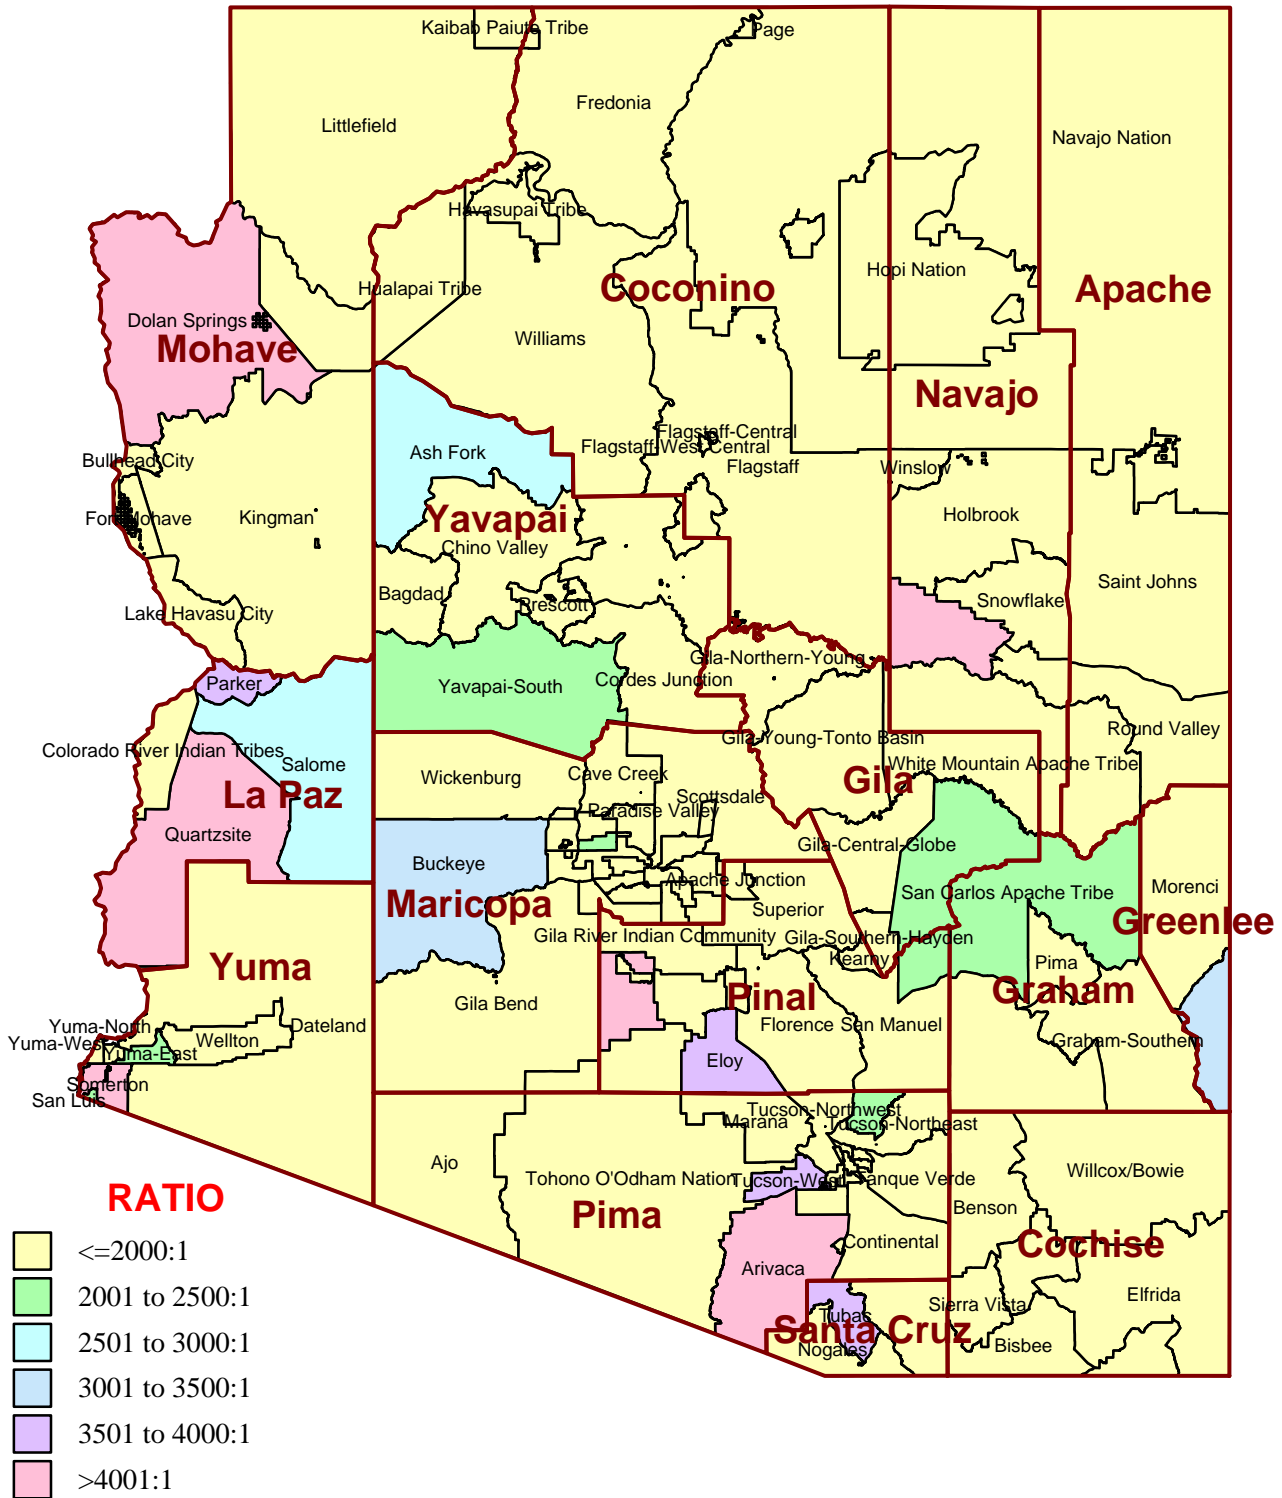 Kaibab Paiute Tribe
Page
Fredonia
Littlefield
Navajo Nation
Havasupai Tribe
Hopi Nation
Hualapai Tribe
Coconino
Apache
Dolan Springs
Mohave
Williams
Navajo
Flagstaff-Central
Flagstaff-West Central
Ash Fork
Flagstaff
Winslow
Bullhead City
Fort Mohave
Kingman
Yavapai
Holbrook
Chino Valley
Saint Johns
Bagdad
Prescott
Snowflake
Lake Havasu City
Gila-Northern-Young
Parker
Yavapai-South
Cordes Junction
Round Valley
Gila-Young-Tonto Basin
Colorado River Indian Tribes
Salome
White Mountain Apache Tribe
Wickenburg
Cave Creek
Gila
La Paz
Scottsdale
Paradise Valley
Quartzsite
Gila-Central-Globe
Buckeye
Apache Junction
San Carlos Apache Tribe
Morenci
Maricopa
Superior
Greenlee
Gila River Indian Community
Gila-Southern-Hayden
Kearny
Pima
Yuma
Graham
Pinal
Gila Bend
Yuma-North
Dateland
Florence
San Manuel
Yuma-West
Wellton
Graham-Southern
Yuma-East
Eloy
Somerton
San Luis
Tucson-Northwest
Marana
Tucson-Northeast
Ajo
Tohono O'Odham Nation
Tucson-West
Tanque Verde
Willcox/Bowie
Benson
Pima
Continental
Cochise
Arivaca
Elfrida
Sierra Vista
Tubac
Santa Cruz
Bisbee
Nogales
RATIO
<=2000:1
2001 to 2500:1
2501 to 3000:1
3001 to 3500:1
3501 to 4000:1
>4001:1